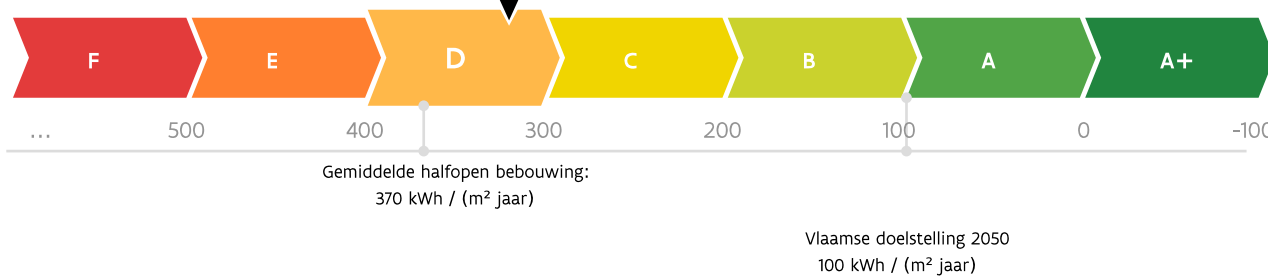 F E D C B A A+
... 500 400 300 200 100 0 -100
Gemiddelde halfopen bebouwing:
370 kWh / (m² jaar)
Vlaamse doelstelling 2050
100 kWh / (m² jaar)